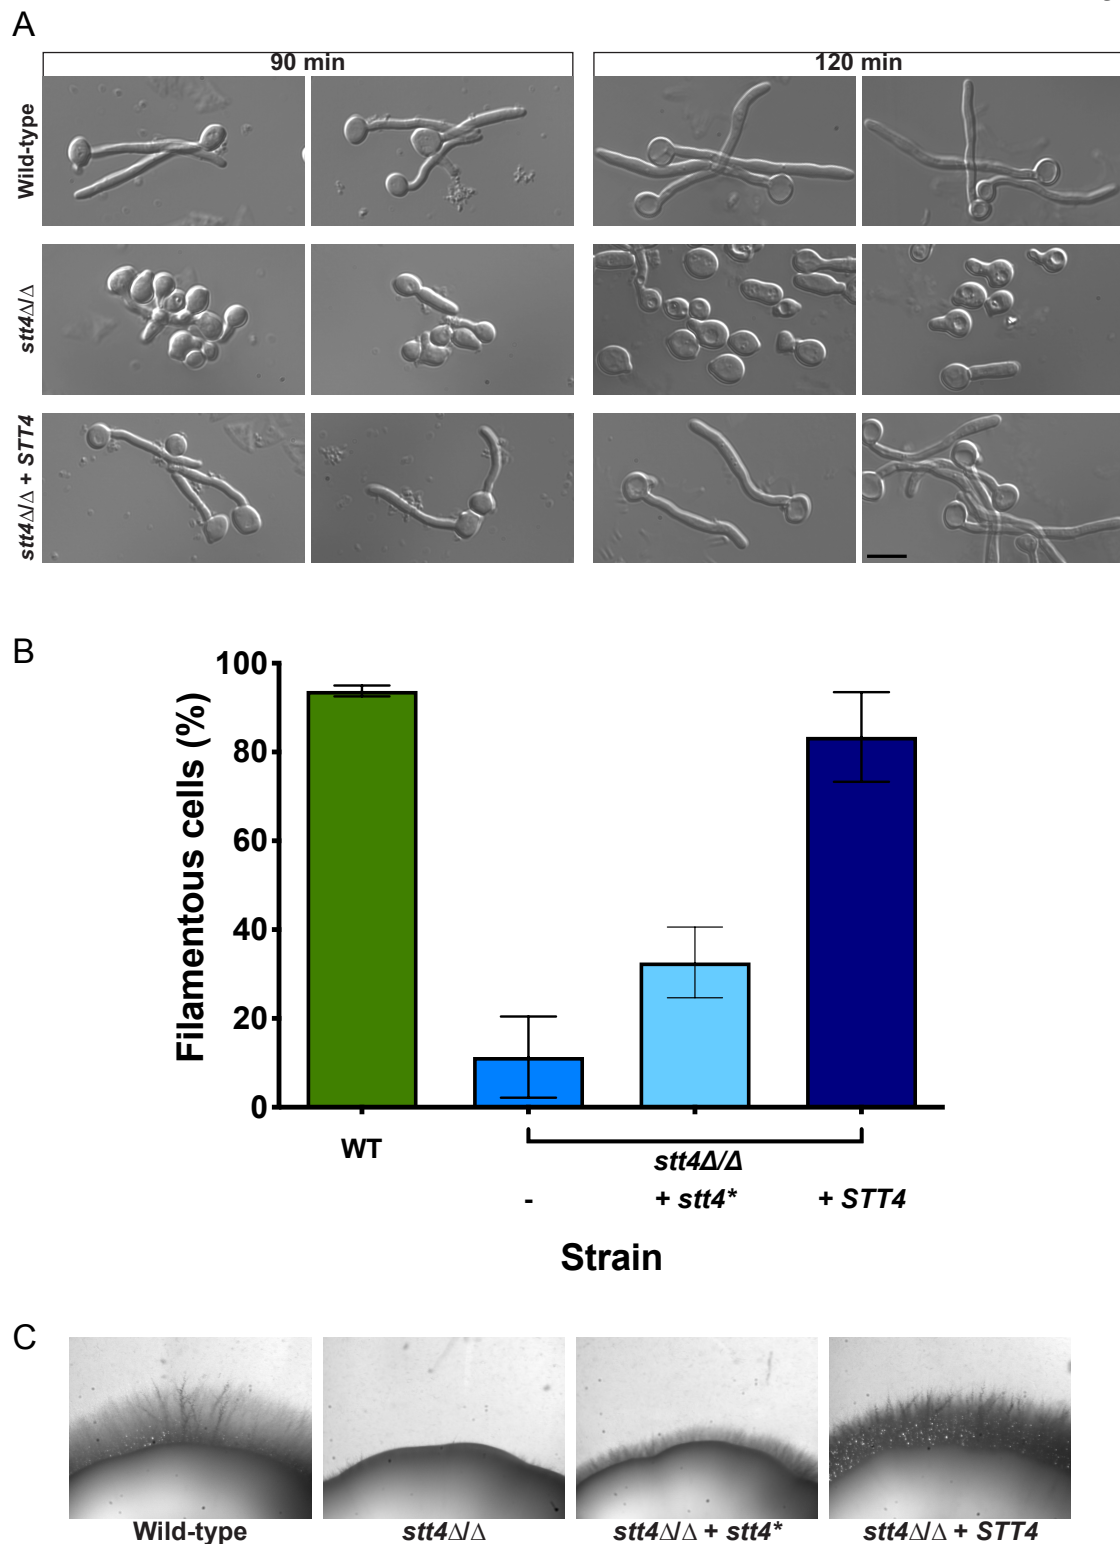 A
90 min
120 min
Wild-type
stt4Δ/Δ
stt4Δ/Δ + STT4
B
Filamentous cells (%)
100
80
60
40
20
0
WT
stt4Δ/Δ
- + stt4* + STT4
Strain
C
Wild-type stt4Δ/Δ stt4Δ/Δ + stt4* stt4Δ/Δ + STT4